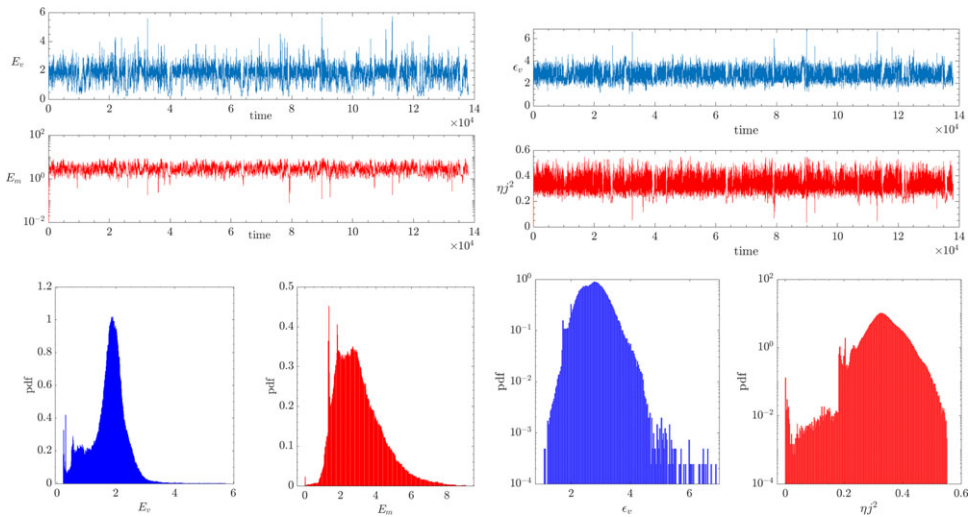 6
4
E_v
2
0
0 2 4 6 8 10 12 14
time
×10^4
10^2
E_m 10^0
10^-2
0 2 4 6 8 10 12 14
time
×10^4
6
ϵ_v 4
2
0
0 2 4 6 8 10 12 14
time
×10^4
0.6
0.4
ηj^2
0.2
0
0 2 4 6 8 10 12 14
time
×10^4
1.2
1
0.8
pdf
0.6
0.4
0.2
0
0 2 4 6
E_v
0.5
0.4
0.3
pdf
0.2
0.1
0
0 2 4 6 8
E_m
10^0
10^-1
pdf
10^-2
10^-3
10^-4
2 4 6
ϵ_v
10^2
10^0
pdf
10^-2
10^-4
0 0.2 0.4 0.6
ηj^2